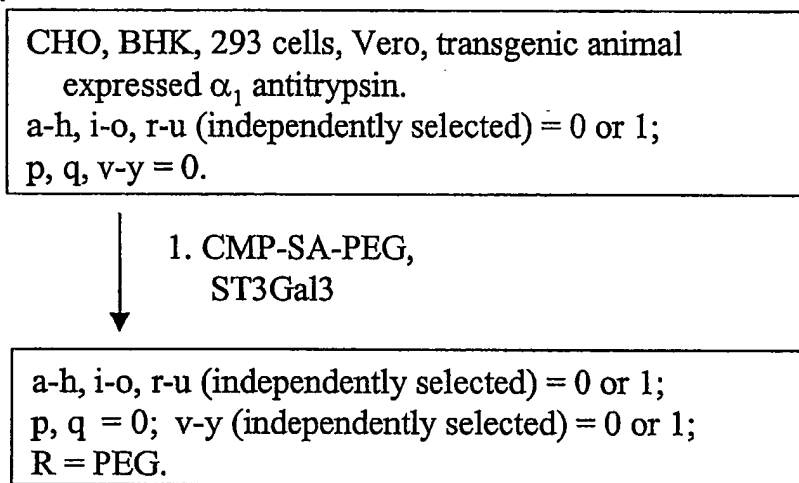 CHO, BHK, 293 cells, Vero, transgenic animal
expressed α₁ antitrypsin.
a-h, i-o, r-u (independently selected) = 0 or 1;
p, q, v-y = 0.
1. CMP-SA-PEG,
ST3Gal3
a-h, i-o, r-u (independently selected) = 0 or 1;
p, q = 0; v-y (independently selected) = 0 or 1;
R = PEG.